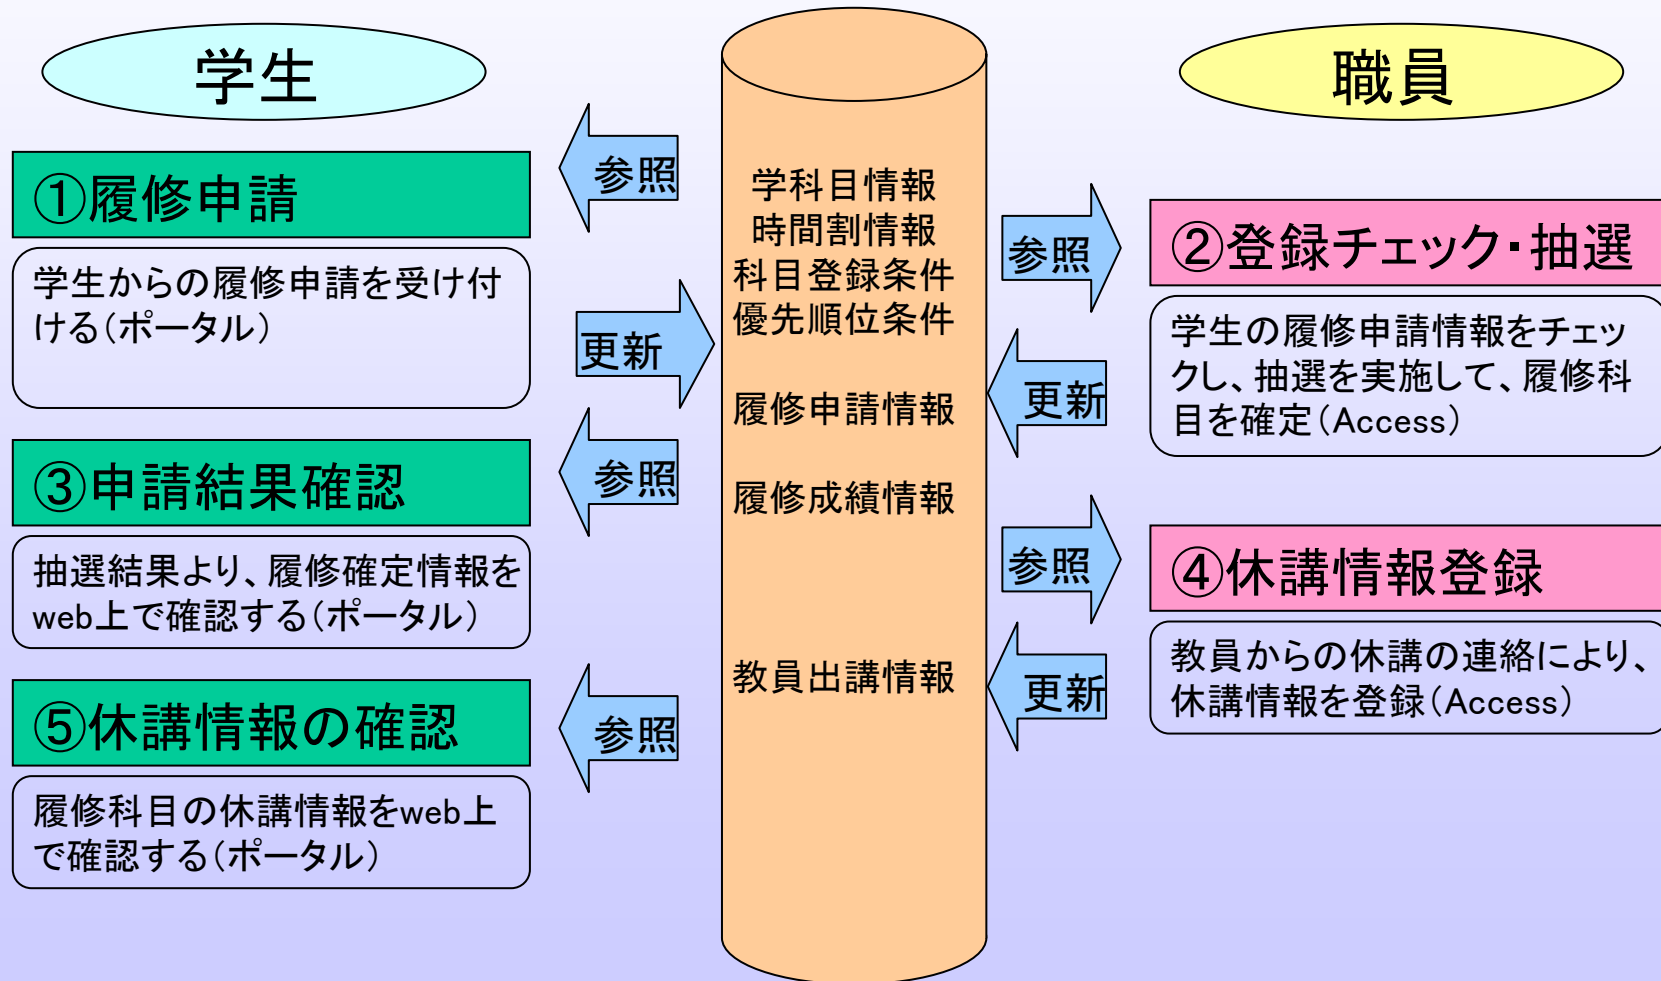 学生
①履修申請
学生からの履修申請を受け付
ける（ポータル）
③申請結果確認
抽選結果より、履修確定情報を
web上で確認する（ポータル）
⑤休講情報の確認
履修科目の休講情報をweb上
で確認する（ポータル）
参照
更新
参照
参照
学科目情報
時間割情報
科目登録条件
優先順位条件
履修申請情報
履修成績情報
教員出講情報
参照
更新
参照
更新
職員
②登録チェック・抽選
学生の履修申請情報をチェッ
クし、抽選を実施して、履修科
目を確定（Access）
④休講情報登録
教員からの休講の連絡により、
休講情報を登録（Access）